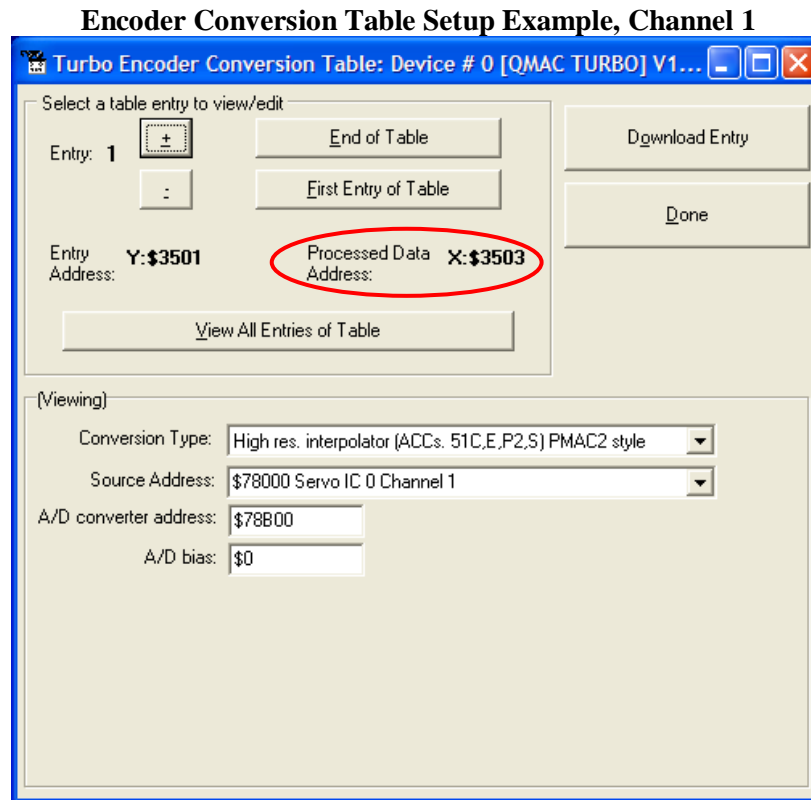 Encoder Conversion Table Setup Example, Channel 1
Turbo Encoder Conversion Table: Device # 0 [QMAC TURBO] V1...
Select a table entry to view/edit
Entry: 1
+
End of Table
Download Entry
-
First Entry of Table
Done
Entry Address: Y:$3501
Processed Data Address: X:$3503
View All Entries of Table
(Viewing)
Conversion Type: High res. interpolator (ACCs. 51C,E,P2,S) PMAC2 style
Source Address: $78000 Servo IC 0 Channel 1
A/D converter address: $78B00
A/D bias: $0